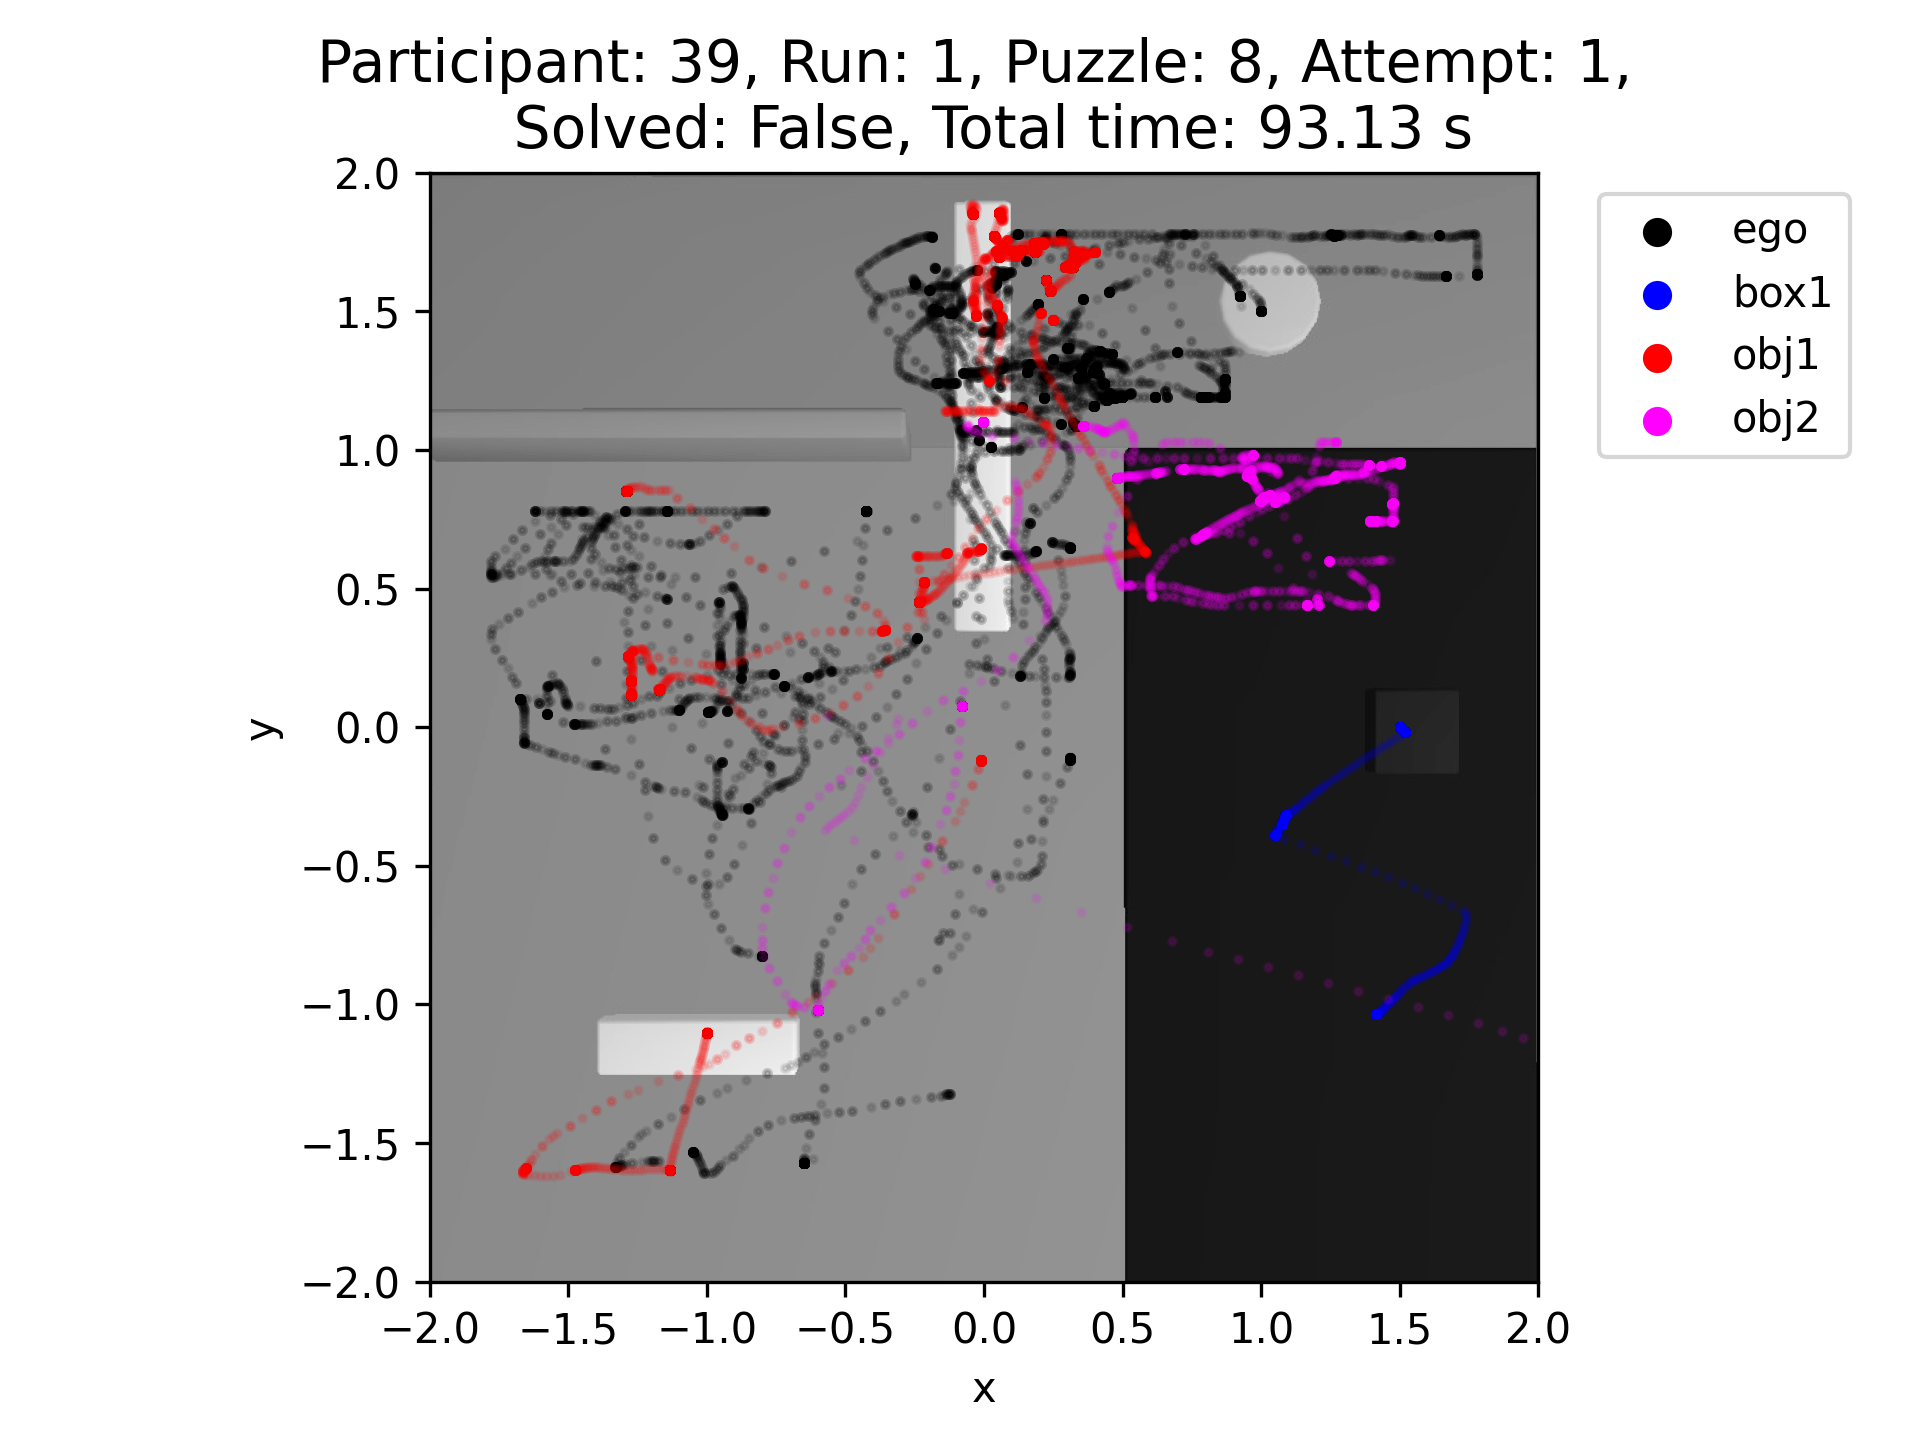 Participant: 39, Run: 1, Puzzle: 8, Attempt: 1,
Solved: False, Total time: 93.13 s
2.0
1.5
1.0
0.5
0.0
−0.5
−1.0
−1.5
−2.0
y
−2.0 −1.5 −1.0 −0.5 0.0 0.5 1.0 1.5 2.0
x
ego
box1
obj1
obj2